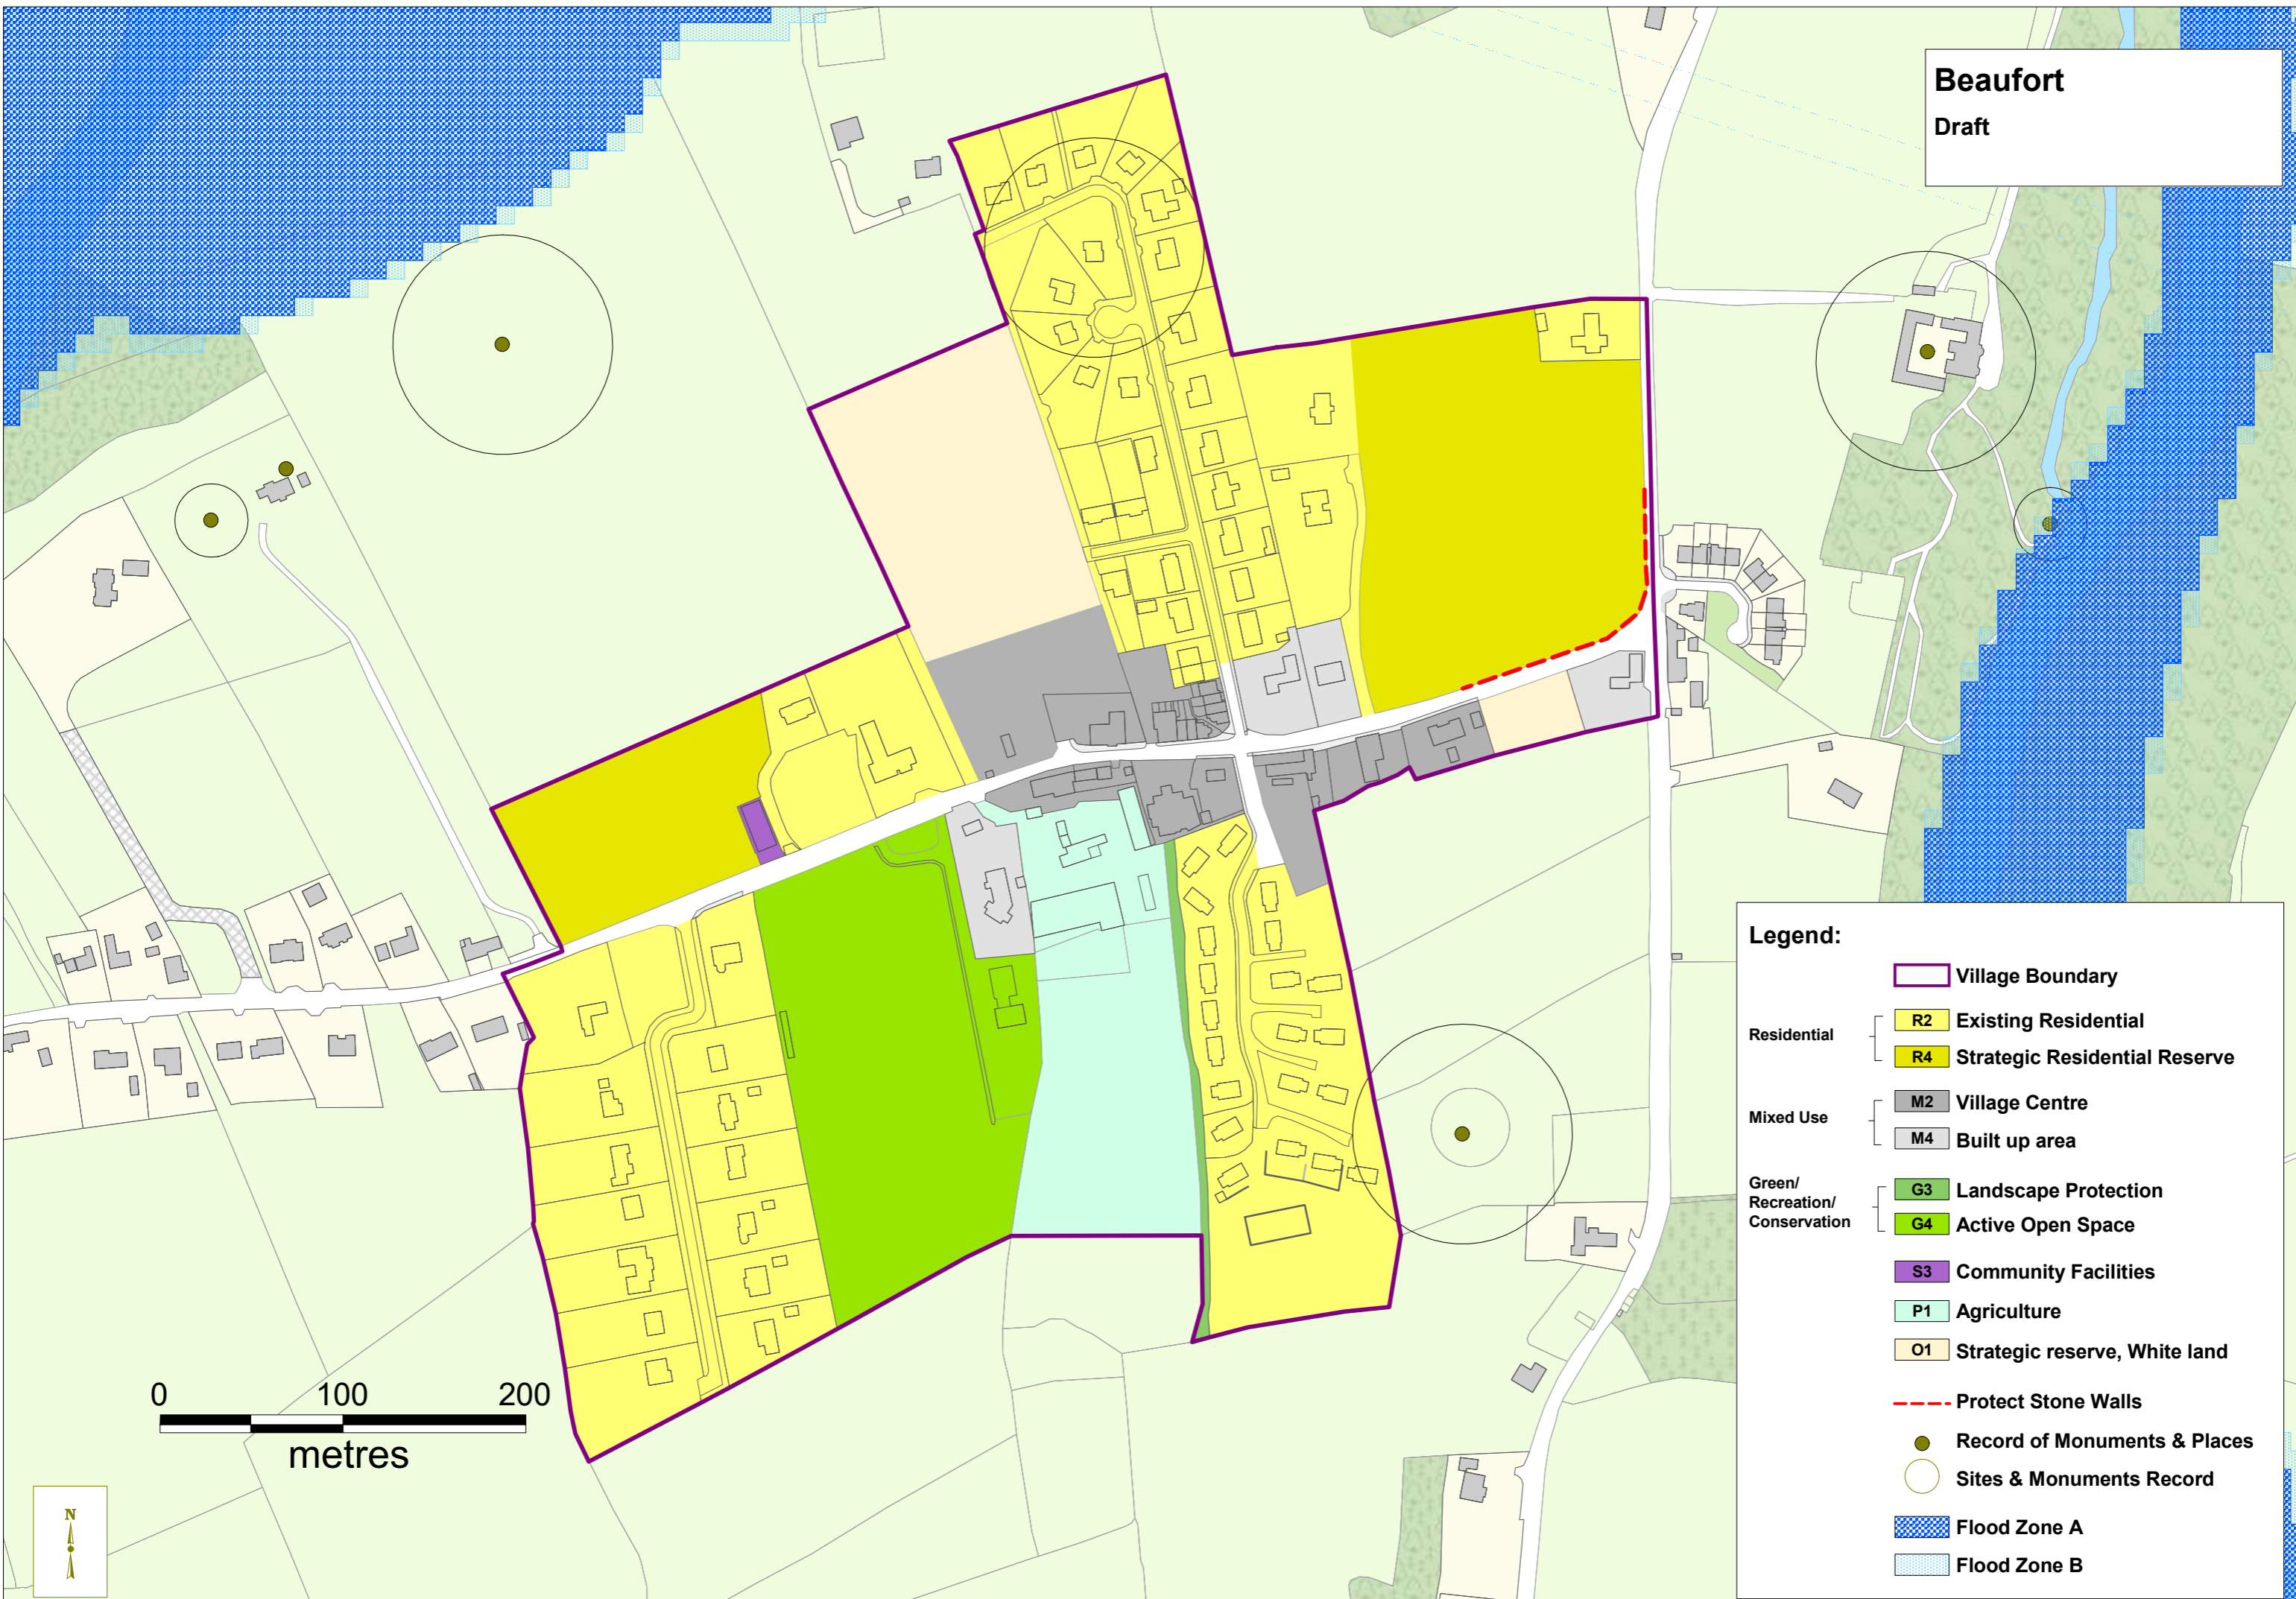 Beaufort
Draft
Legend:
Village Boundary
Residential
R2 Existing Residential
R4 Strategic Residential Reserve
Mixed Use
M2 Village Centre
M4 Built up area
Green/
Recreation/
Conservation
G3 Landscape Protection
G4 Active Open Space
S3 Community Facilities
P1 Agriculture
O1 Strategic reserve, White land
Protect Stone Walls
Record of Monuments & Places
Sites & Monuments Record
Flood Zone A
Flood Zone B
0 100 200
metres
N